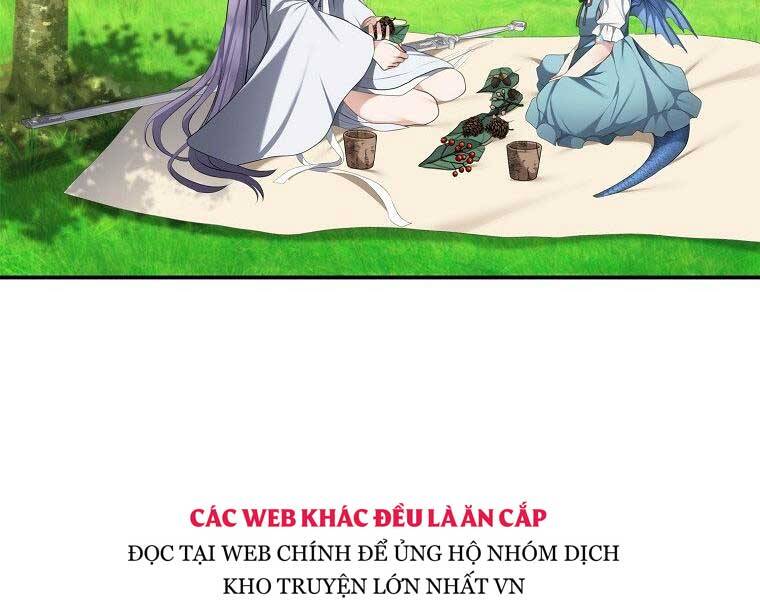 CÁC WEB KHÁC ĐỀU LÀ ĂN CẮP
ĐỌC TẠI WEB CHÍNH ĐỂ ỦNG HỘ NHÓM DỊCH
KHO TRUYỆN LỚN NHẤT VN